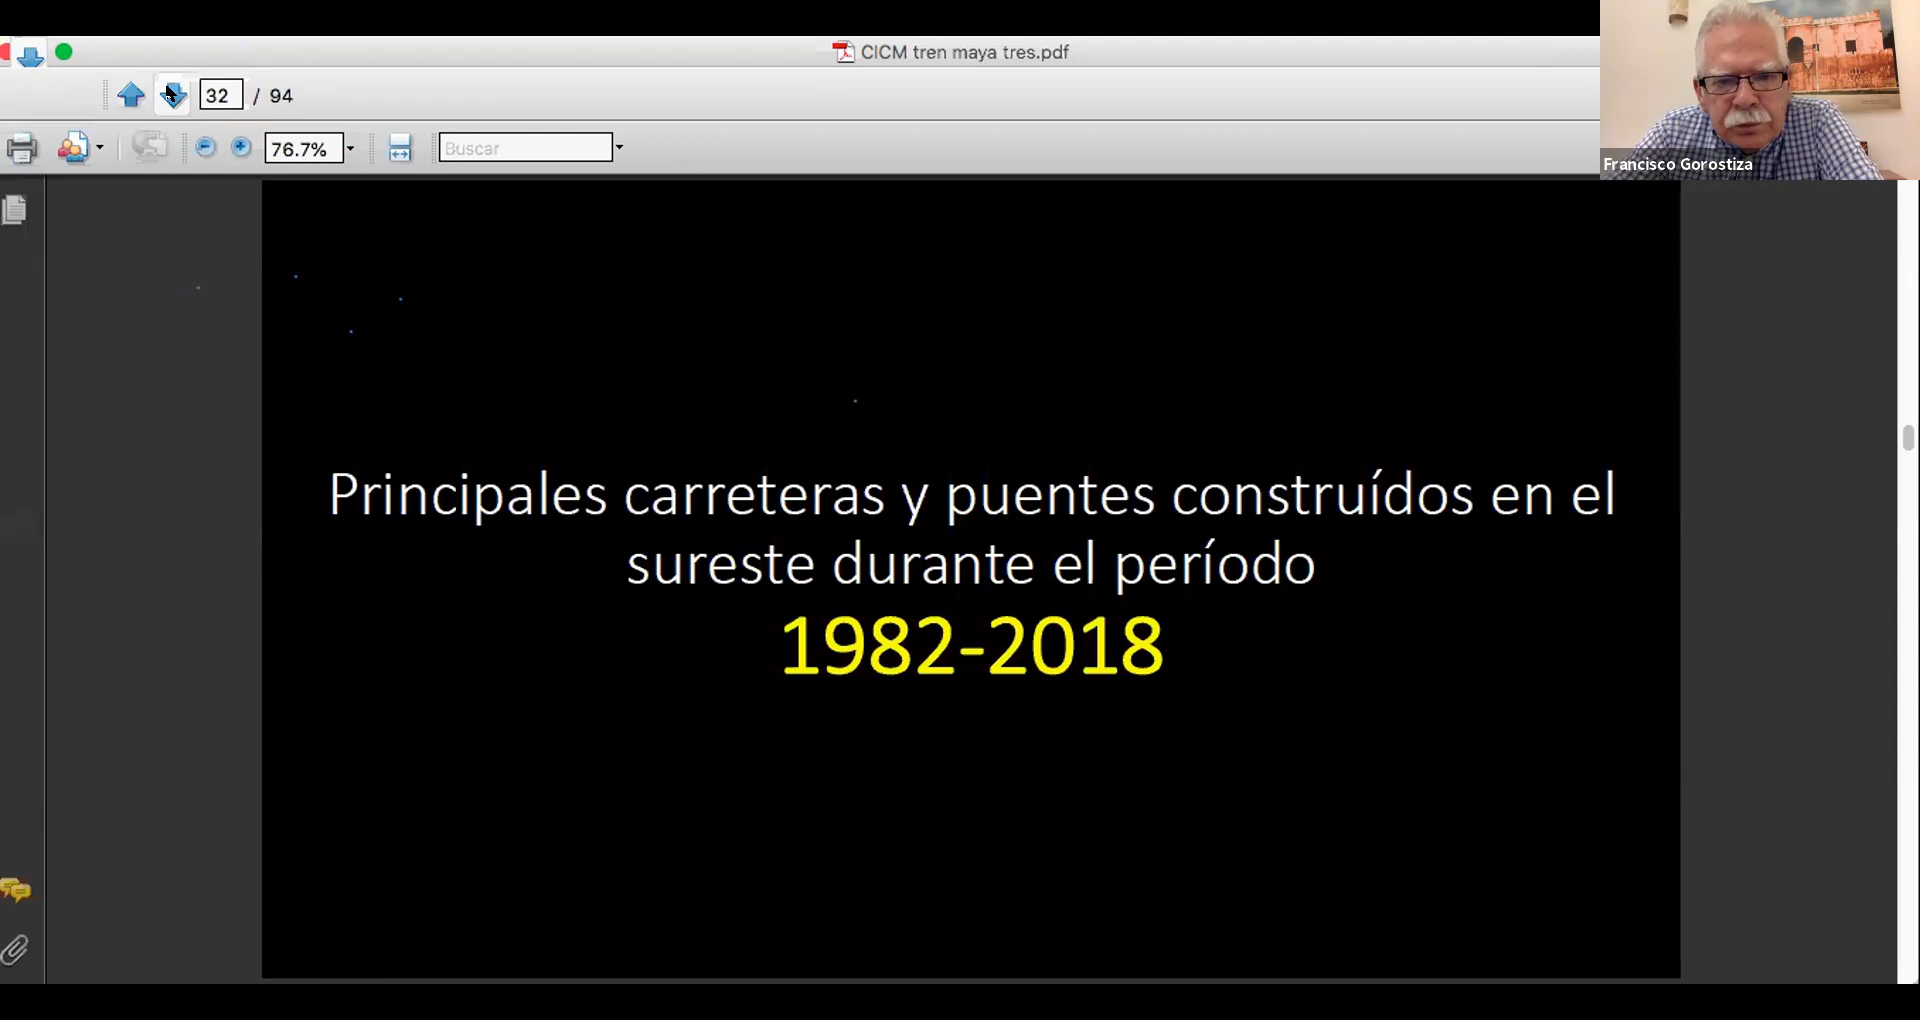 CICM tren maya tres.pdf
32 / 94
76.7%
Buscar
Francisco Gorostiza
Principales carreteras y puentes construídos en el
sureste durante el período
1982-2018